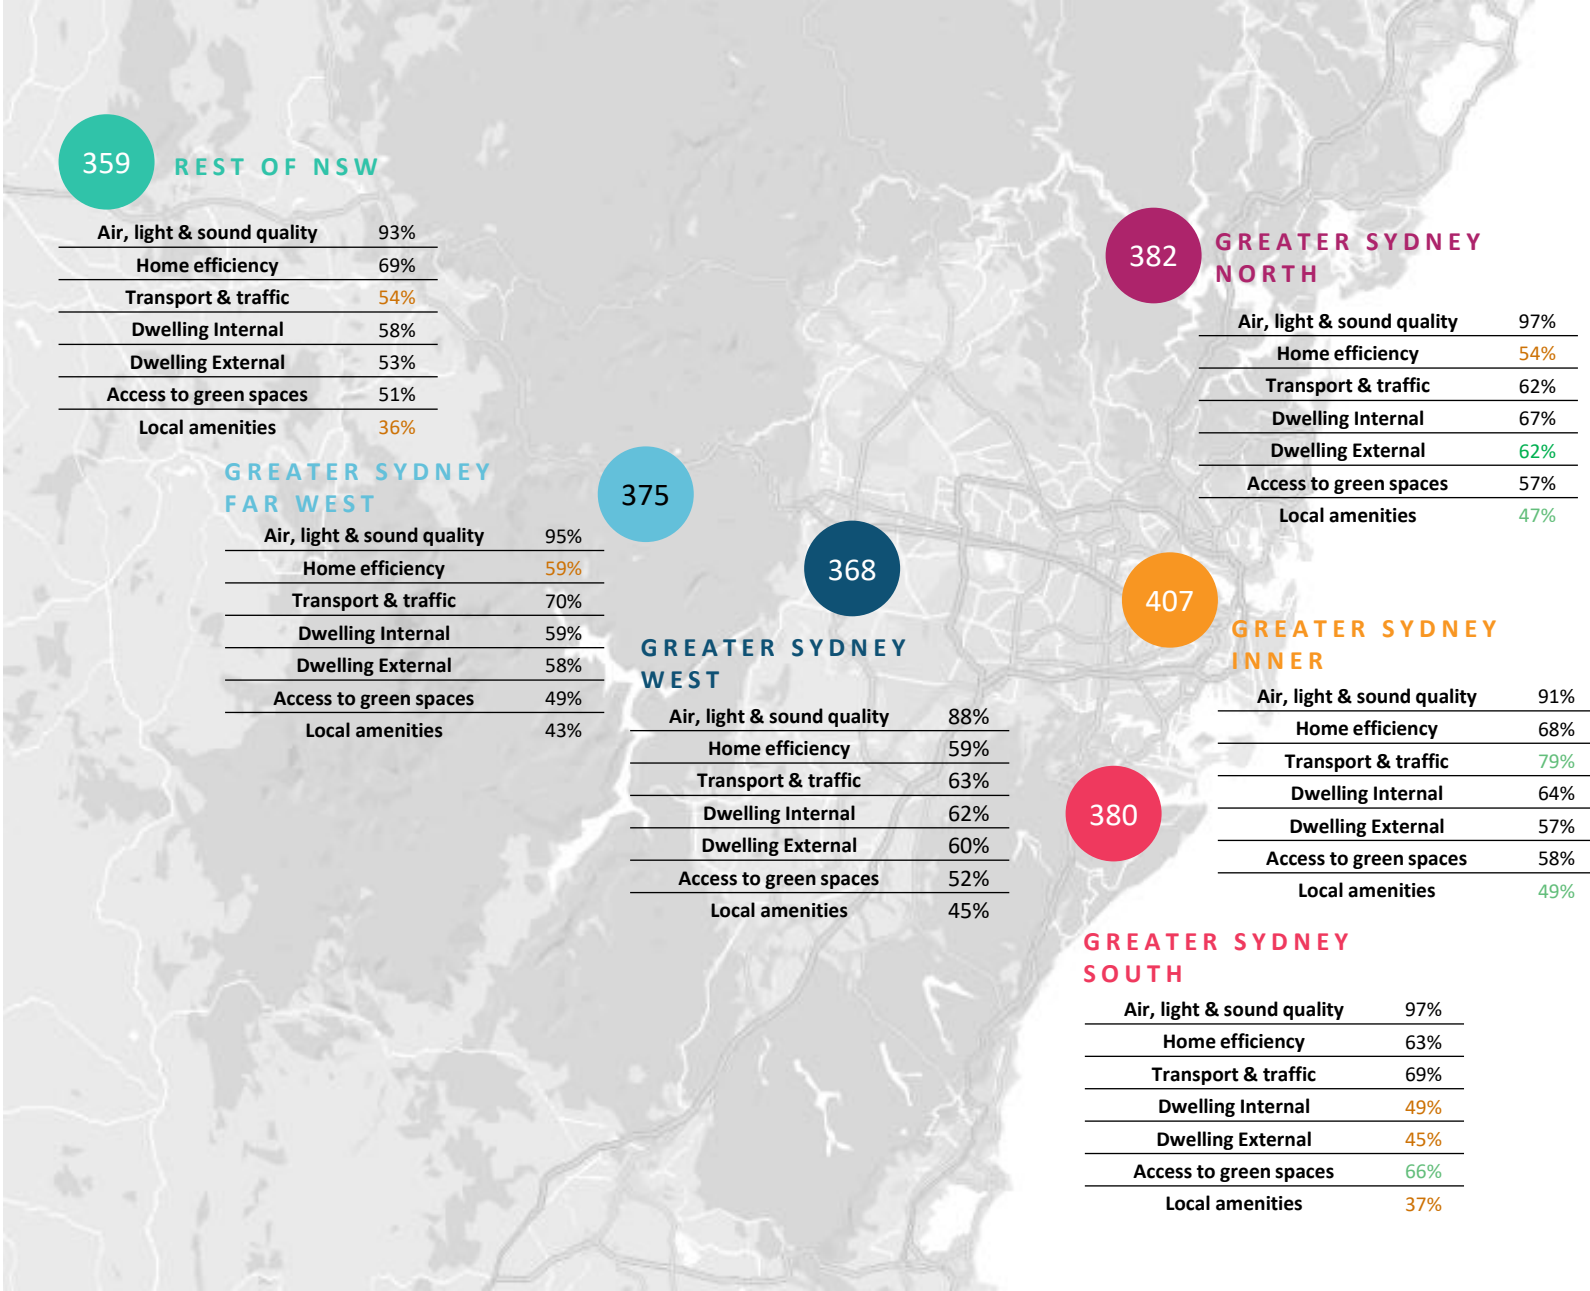 359 REST OF NSW
Air, light & sound quality 93%
Home efficiency 69%
Transport & traffic 54%
Dwelling Internal 58%
Dwelling External 53%
Access to green spaces 51%
Local amenities 36%
GREATER SYDNEY
FAR WEST
375
Air, light & sound quality 95%
Home efficiency 59%
Transport & traffic 70%
Dwelling Internal 59%
Dwelling External 58%
Access to green spaces 49%
Local amenities 43%
368
GREATER SYDNEY
WEST
Air, light & sound quality 88%
Home efficiency 59%
Transport & traffic 63%
Dwelling Internal 62%
Dwelling External 60%
Access to green spaces 52%
Local amenities 45%
382
GREATER SYDNEY
NORTH
Air, light & sound quality 97%
Home efficiency 54%
Transport & traffic 62%
Dwelling Internal 67%
Dwelling External 62%
Access to green spaces 57%
Local amenities 47%
407
GREATER SYDNEY
INNER
Air, light & sound quality 91%
Home efficiency 68%
Transport & traffic 79%
Dwelling Internal 64%
Dwelling External 57%
Access to green spaces 58%
Local amenities 49%
380
GREATER SYDNEY
SOUTH
Air, light & sound quality 97%
Home efficiency 63%
Transport & traffic 69%
Dwelling Internal 49%
Dwelling External 45%
Access to green spaces 66%
Local amenities 37%